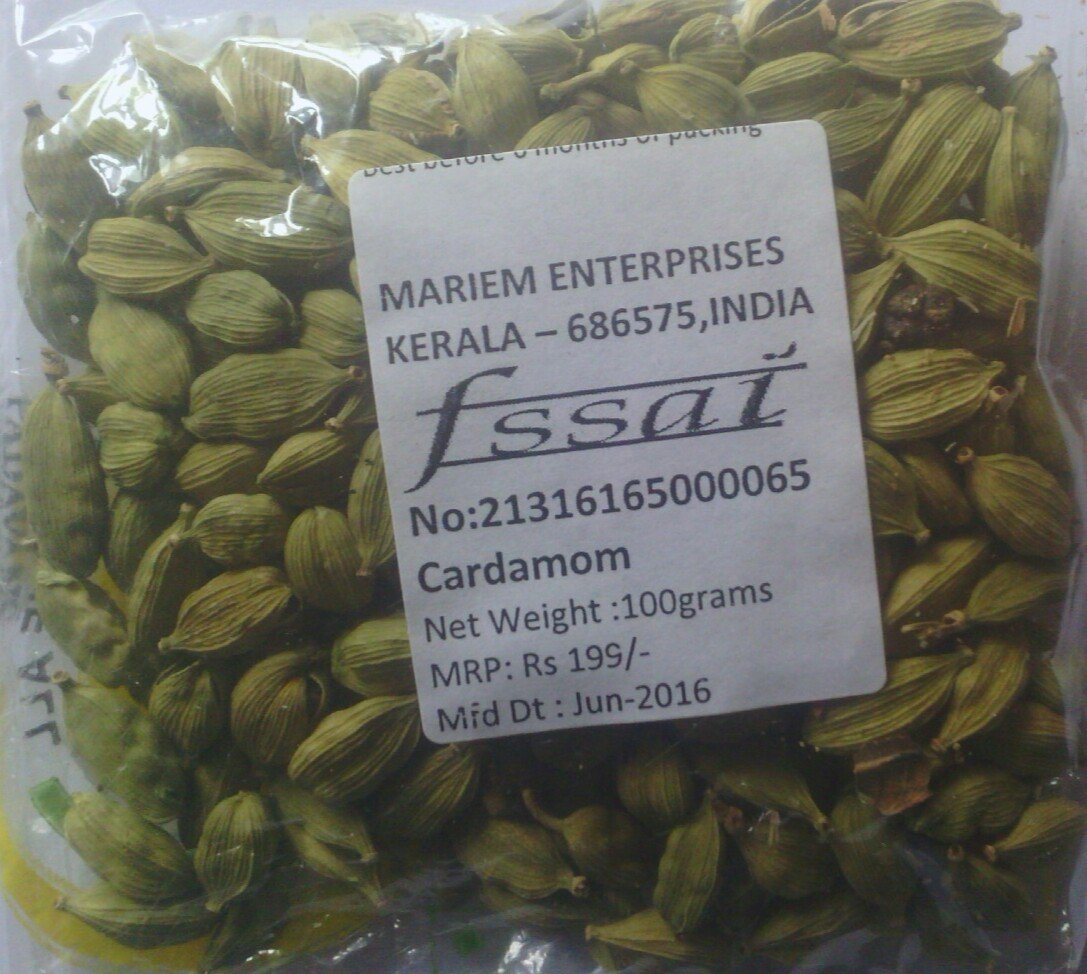 Best before 6 months of packing
MARIEM ENTERPRISES
KERALA – 686575,INDIA
fssai
No:21316165000065
Cardamom
Net Weight :100grams
MRP: Rs 199/-
Mfd Dt : Jun-2016